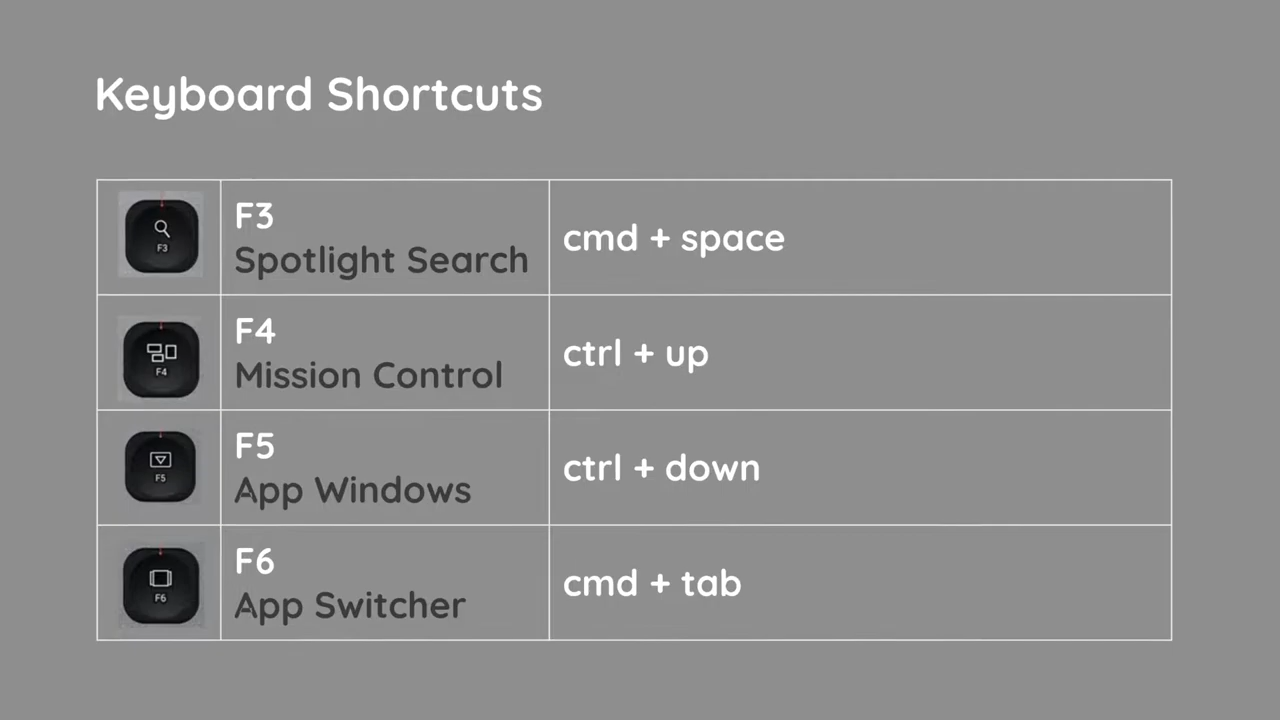 Keyboard Shortcuts
F3
F3
Spotlight Search
cmd + space
F4
F4
Mission Control
ctrl + up
F5
F5
App Windows
ctrl + down
F6
F6
App Switcher
cmd + tab